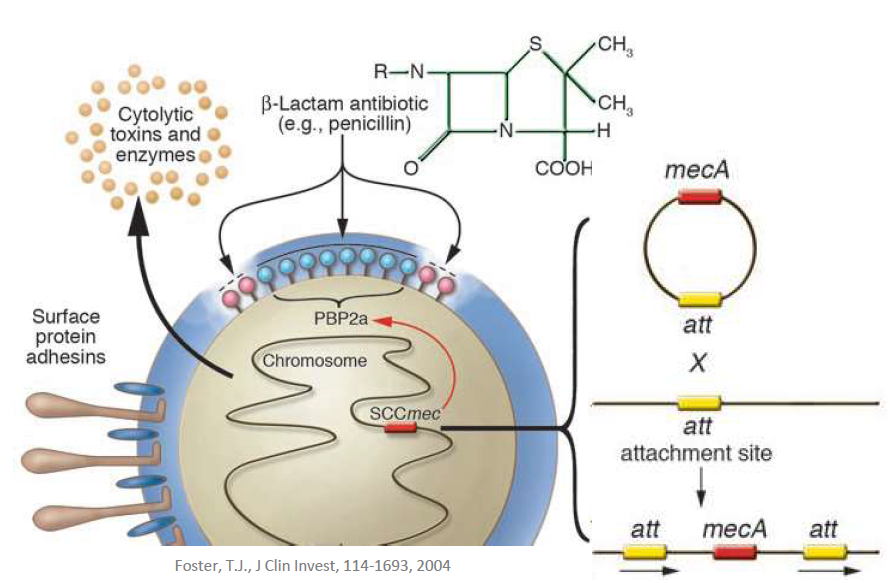 S
CH3
R–N
CH3
N
H
O
COOH
β-Lactam antibiotic
(e.g., penicillin)
Cytolytic
toxins and
enzymes
mecA
att
X
att
attachment site
att mecA att
Surface
protein
adhesins
PBP2a
Chromosome
SCCmec
Foster, T.J., J Clin Invest, 114-1693, 2004